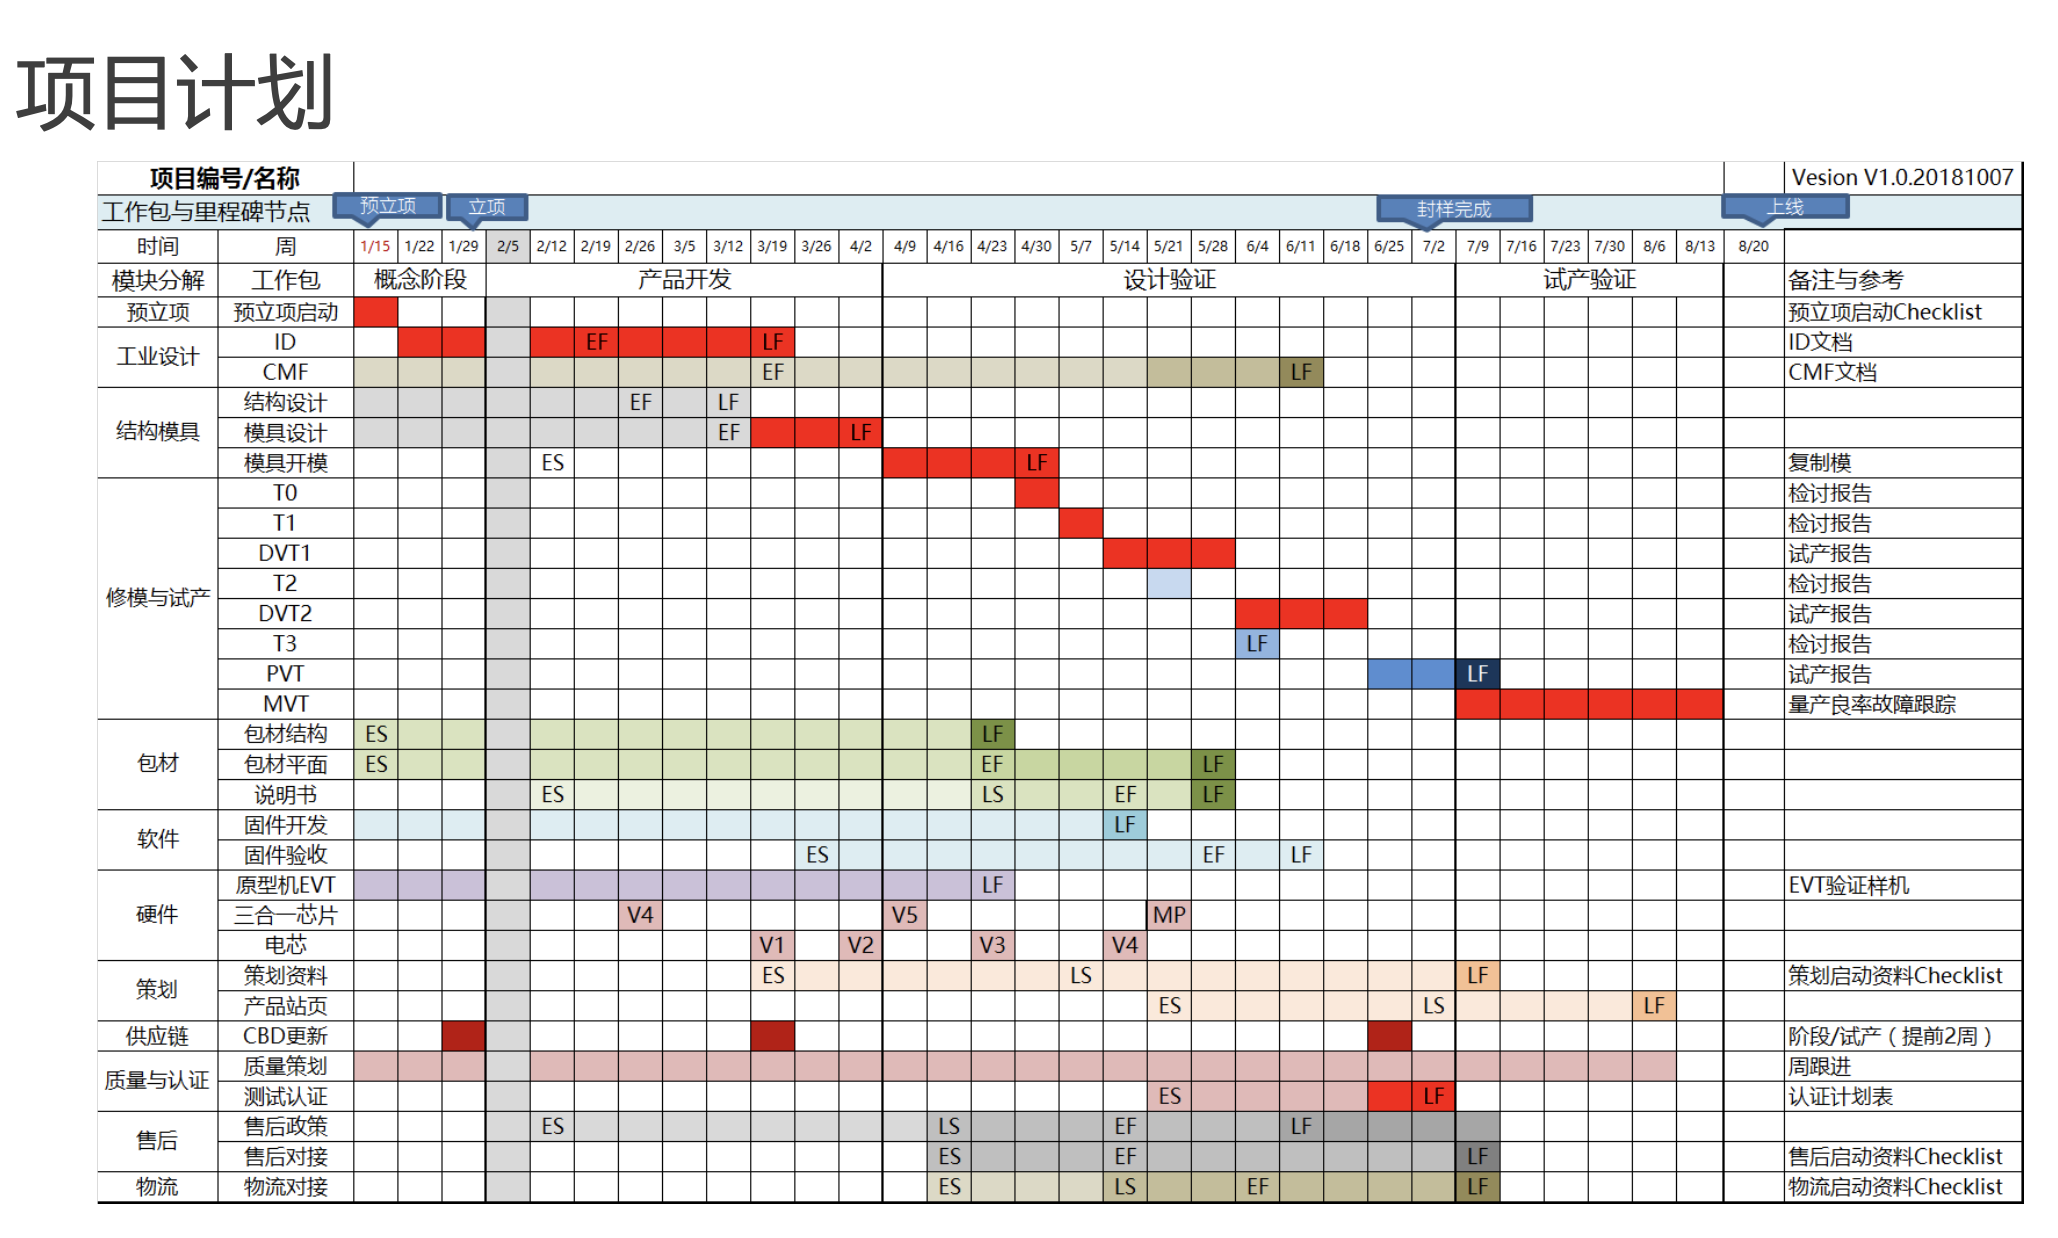 项目计划
项目编号/名称 Vesion V1.0.20181007
工作包与里程碑节点 预立项 立项 封样完成 上线
时间 周 1/15 1/22 1/29 2/5 2/12 2/19 2/26 3/5 3/12 3/19 3/26 4/2 4/9 4/16 4/23 4/30 5/7 5/14 5/21 5/28 6/4 6/11 6/18 6/25 7/2 7/9 7/16 7/23 7/30 8/6 8/13 8/20
模块分解 工作包 概念阶段 产品开发 设计验证 试产验证 备注与参考
预立项 预立项启动 预立项启动Checklist
工业设计 ID EF LF ID文档
CMF EF LF CMF文档
结构模具 结构设计 EF LF
模具设计 EF LF
模具开模 ES LF 复制模
修模与试产 T0 检讨报告
T1 检讨报告
DVT1 试产报告
T2 检讨报告
DVT2 试产报告
T3 LF 检讨报告
PVT LF 试产报告
MVT 量产良率故障跟踪
包材 包材结构 ES LF
包材平面 ES EF LF
说明书 ES LS EF LF
软件 固件开发 LF
固件验收 ES EF LF
硬件 原型机EVT LF EVT验证样机
三合一芯片 V4 V5 MP
电芯 V1 V2 V3 V4
策划 策划资料 ES LS LF 策划启动资料Checklist
产品站页 ES LS LF
供应链 CBD更新 阶段/试产（提前2周）
质量与认证 质量策划 周跟进
测试认证 ES LF 认证计划表
售后 售后政策 ES LS EF LF
售后对接 ES EF LF 售后启动资料Checklist
物流 物流对接 ES LS EF LF 物流启动资料Checklist